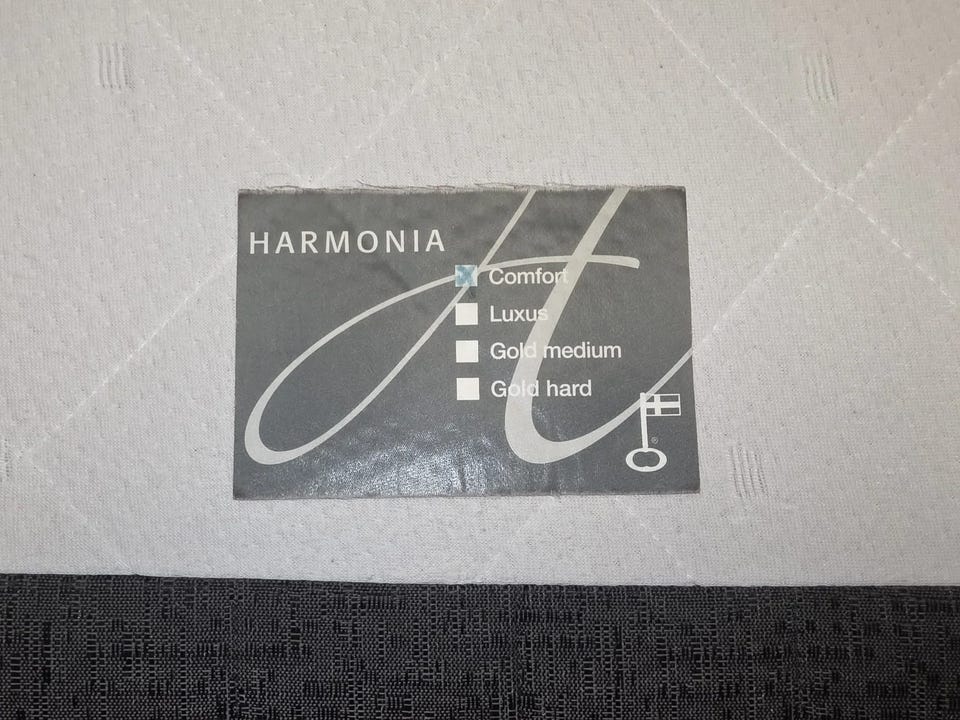 HARMONIA
Comfort
Luxus
Gold medium
Gold hard
®